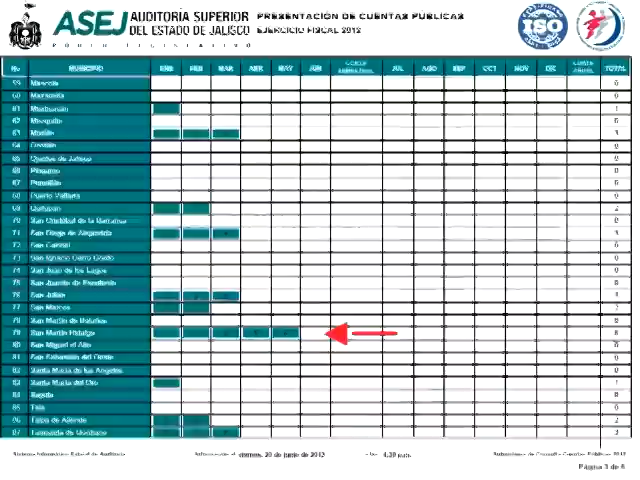 ASEJ AUDITORÍA SUPERIOR DEL ESTADO DE JALISCO
PODER LEGISLATIVO
PRESENTACIÓN DE CUENTAS PÚBLICAS
EJERCICIO FISCAL 2012
ISO
No MUNICIPIO ENE FEB MAR ABR MAY JUN JUL AGO SEP OCT NOV DIC TOTAL
59 Mascota 0
60 Mazamitla 0
61 Mexticacán 1
62 Mezquitic 0
63 Mixtlán 3
64 Ocotlán 0
65 Ojuelos de Jalisco 0
66 Pihuamo 0
67 Poncitlán 0
68 Puerto Vallarta 0
69 Quitupan 2
70 San Cristóbal de la Barranca 0
71 San Diego de Alejandría 3
72 San Gabriel 0
73 San Ignacio Cerro Gordo 0
74 San Juan de los Lagos 0
75 San Juanito de Escobedo 0
76 San Julián
77 San Marcos 2
78 San Martín de Bolaños 0
79 San Martín Hidalgo
80 San Miguel el Alto 0
81 San Sebastián del Oeste 0
82 Santa María de los Ángeles 0
83 Santa María del Oro 1
84 Sayula 0
85 Tala 0
86 Talpa de Allende 2
87 Tamazula de Gordiano 3
viernes, 29 de junio de 2012
4:20 p.m.
Página 3 de 6